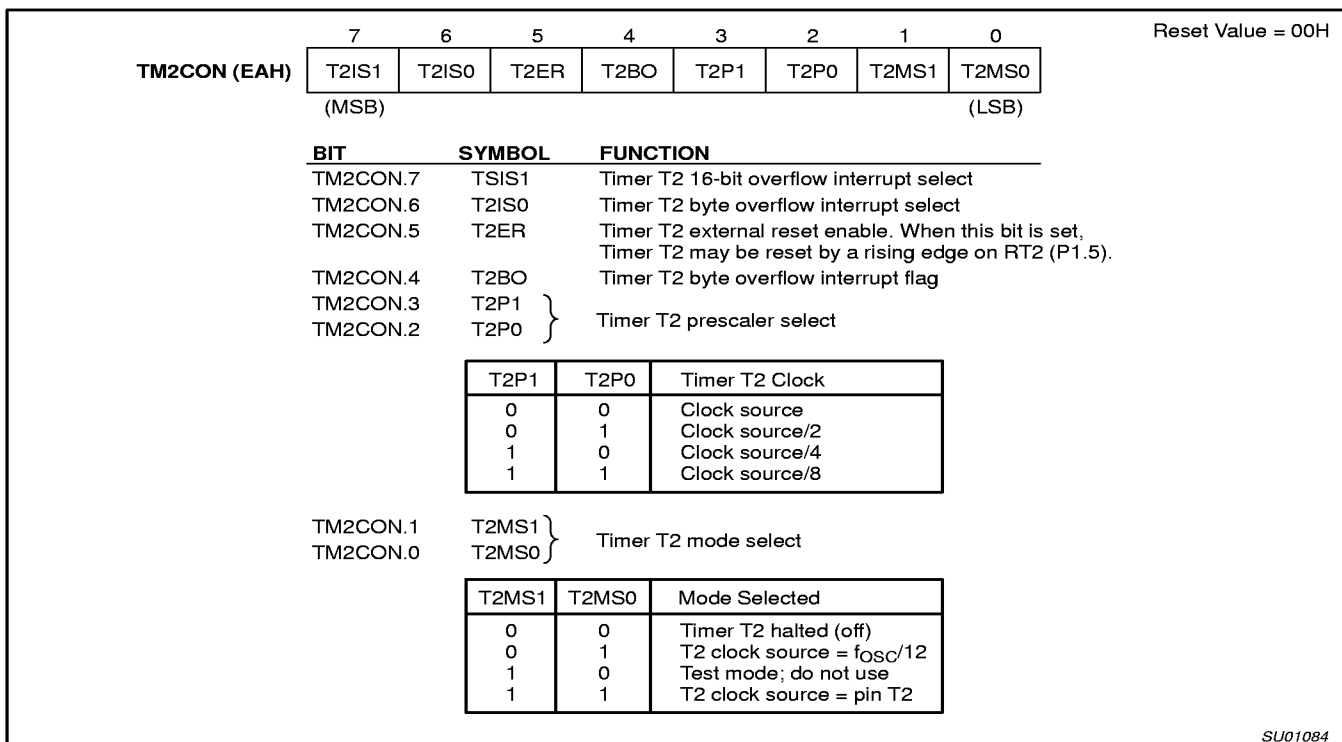 Reset Value = 00H
7 6 5 4 3 2 1 0
TM2CON (EAH) T2IS1 T2IS0 T2ER T2BO T2P1 T2P0 T2MS1 T2MS0
(MSB) (LSB)
BIT SYMBOL FUNCTION
TM2CON.7 TSIS1 Timer T2 16-bit overflow interrupt select
TM2CON.6 T2IS0 Timer T2 byte overflow interrupt select
TM2CON.5 T2ER Timer T2 external reset enable. When this bit is set,
Timer T2 may be reset by a rising edge on RT2 (P1.5).
TM2CON.4 T2BO Timer T2 byte overflow interrupt flag
TM2CON.3 T2P1
TM2CON.2 T2P0
Timer T2 prescaler select
T2P1 T2P0 Timer T2 Clock
0 0 Clock source
0 1 Clock source/2
1 0 Clock source/4
1 1 Clock source/8
TM2CON.1 T2MS1
TM2CON.0 T2MS0
Timer T2 mode select
T2MS1 T2MS0 Mode Selected
0 0 Timer T2 halted (off)
0 1 T2 clock source = fOSC/12
1 0 Test mode; do not use
1 1 T2 clock source = pin T2
SU01084